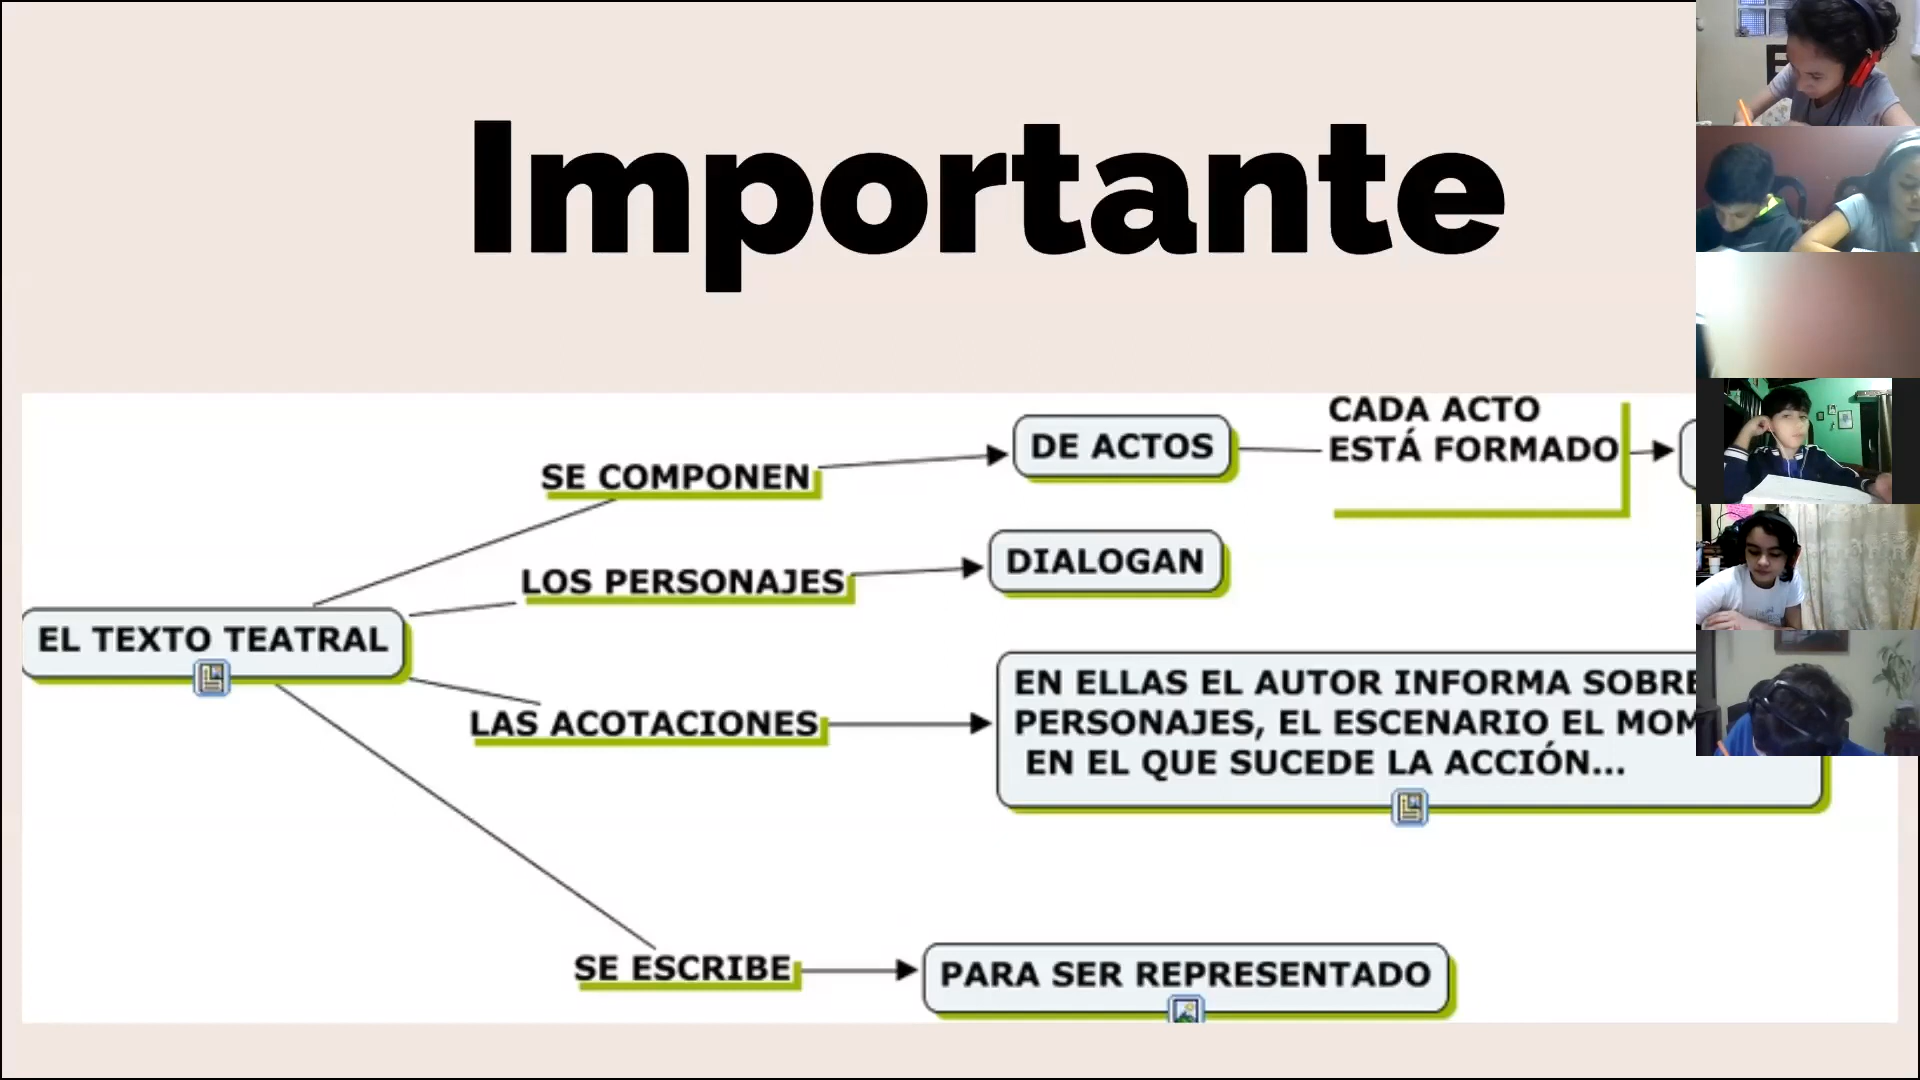 Importante
CADA ACTO
DE ACTOS
ESTÁ FORMADO
SE COMPONEN
DIALOGAN
LOS PERSONAJES
EL TEXTO TEATRAL
EN ELLAS EL AUTOR INFORMA SOBRE
LAS ACOTACIONES
PERSONAJES, EL ESCENARIO EL
EN EL QUE SUCEDE LA ACCIÓN...
SE ESCRIBE
PARA SER REPRESENTADO